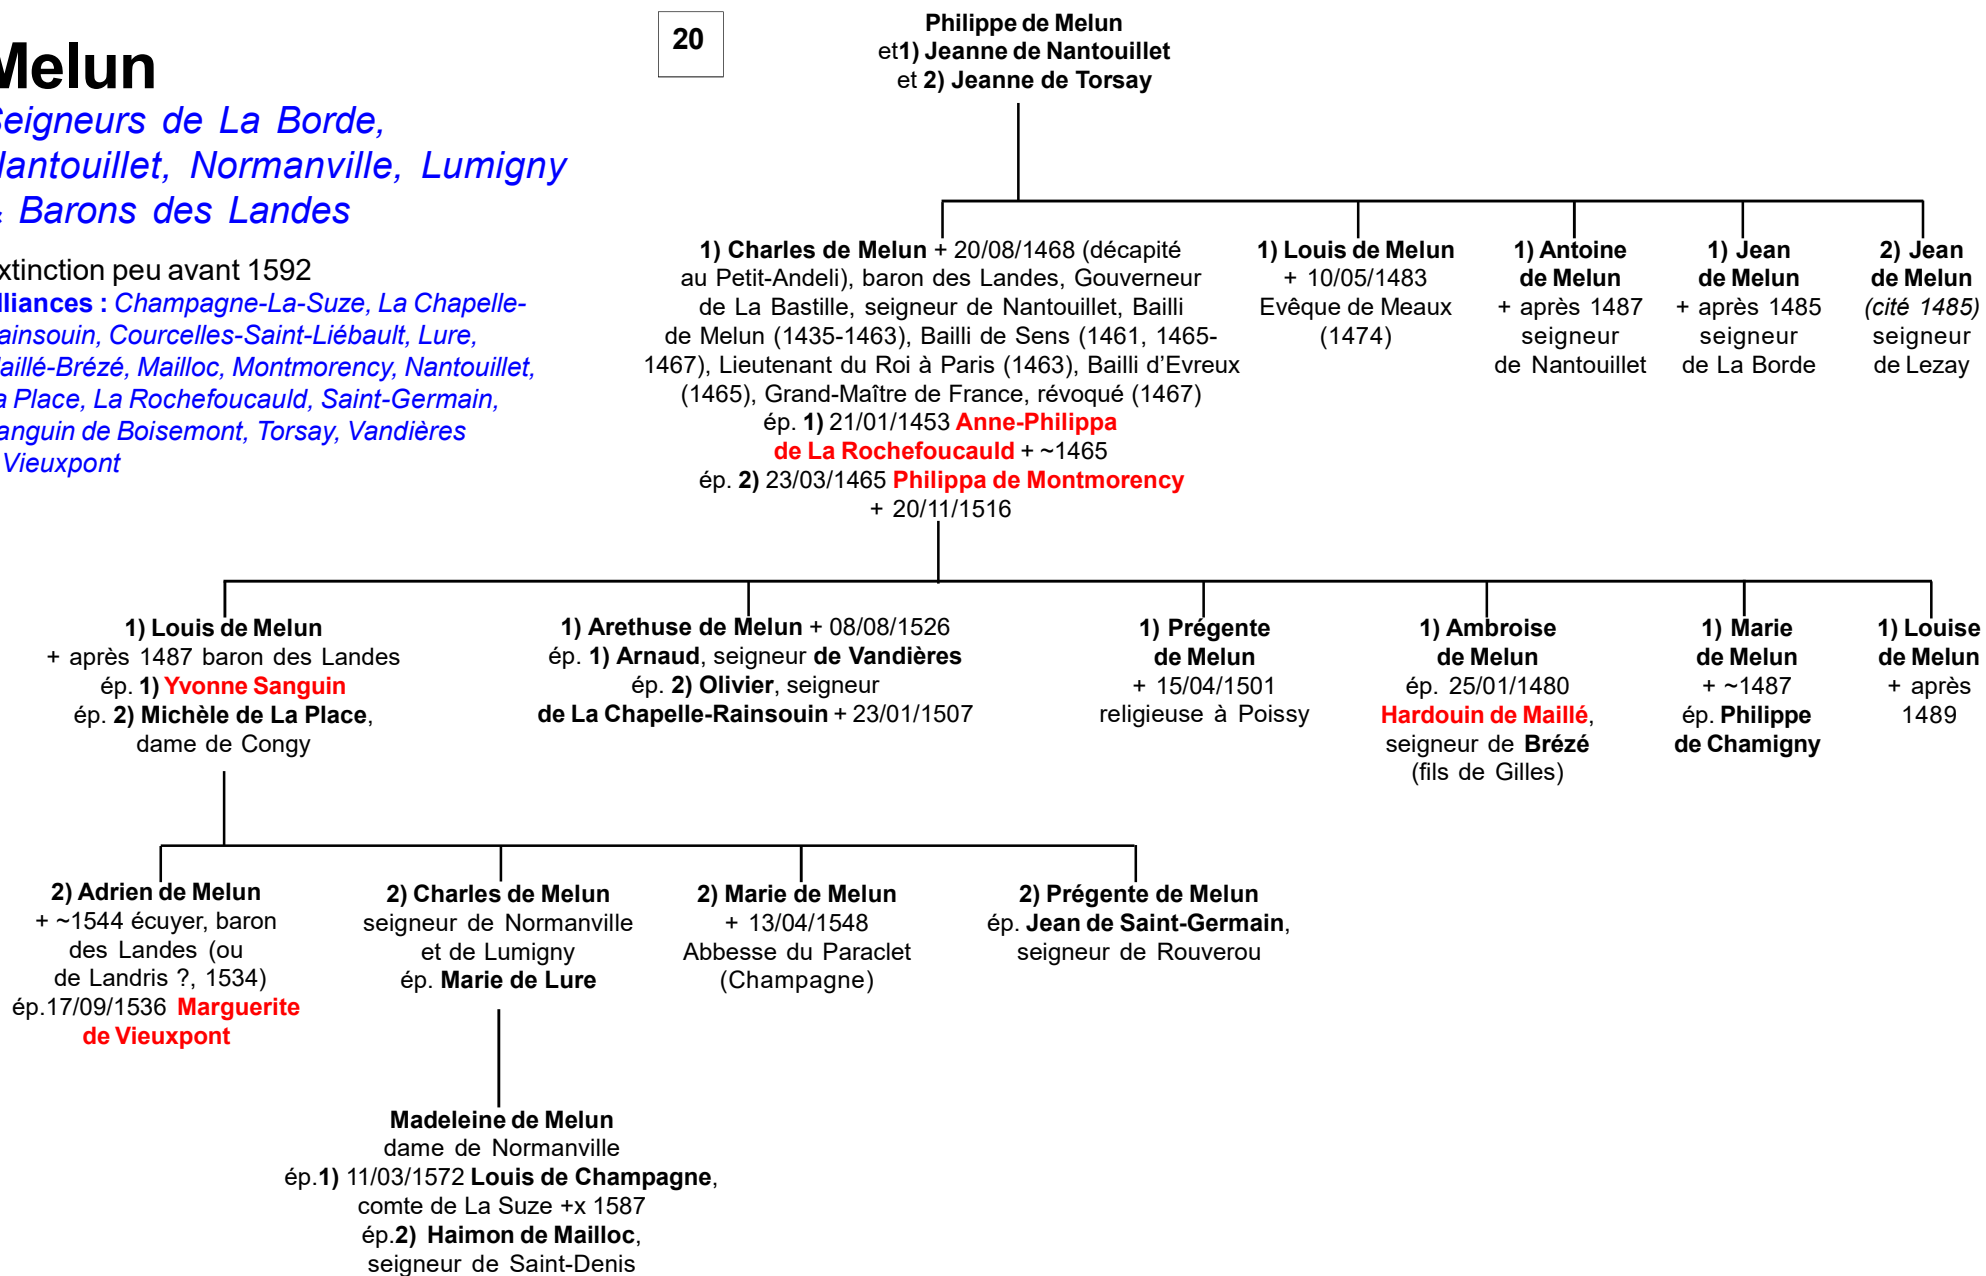 Melun
Seigneurs de La Borde,
Nantouillet, Normanville, Lumigny
& Barons des Landes
extinction peu avant 1592
Alliances : Champagne-La-Suze, La Chapelle-
Rainsouin, Courcelles-Saint-Liébault, Lure,
Maillé-Brézé, Mailloc, Montmorency, Nantouillet,
La Place, La Rochefoucauld, Saint-Germain,
Sanguin de Boisemont, Torsay, Vandières
Vieuxpont
20
Philippe de Melun
et1) Jeanne de Nantouillet
et 2) Jeanne de Torsay
1) Charles de Melun + 20/08/1468 (décapité
au Petit-Andeli), baron des Landes, Gouverneur
de La Bastille, seigneur de Nantouillet, Bailli
de Melun (1435-1463), Bailli de Sens (1461, 1465-
1467), Lieutenant du Roi à Paris (1463), Bailli d'Evreux
(1465), Grand-Maître de France, révoqué (1467)
ép. 1) 21/01/1453 Anne-Philippa
de La Rochefoucauld + ~1465
ép. 2) 23/03/1465 Philippa de Montmorency
+ 20/11/1516
1) Louis de Melun
+ 10/05/1483
Evêque de Meaux
(1474)
1) Antoine
de Melun
+ après 1487
seigneur
de Nantouillet
1) Jean
de Melun
+ après 1485
seigneur
de La Borde
2) Jean
de Melun
(cité 1485)
seigneur
de Lezay
1) Louis de Melun
+ après 1487 baron des Landes
ép. 1) Yvonne Sanguin
ép. 2) Michèle de La Place,
dame de Congy
1) Arethuse de Melun + 08/08/1526
ép. 1) Arnaud, seigneur de Vandières
ép. 2) Olivier, seigneur
de La Chapelle-Rainsouin + 23/01/1507
1) Prégente
de Melun
+ 15/04/1501
religieuse à Poissy
1) Ambroise
de Melun
ép. 25/01/1480
Hardouin de Maillé,
seigneur de Brézé
(fils de Gilles)
1) Marie
de Melun
+ ~1487
ép. Philippe
de Chamigny
1) Louise
de Melun
+ après
1489
2) Adrien de Melun
+ ~1544 écuyer, baron
des Landes (ou
de Landris ?, 1534)
ép.17/09/1536 Marguerite
de Vieuxpont
2) Charles de Melun
seigneur de Normanville
et de Lumigny
ép. Marie de Lure
2) Marie de Melun
+ 13/04/1548
Abbesse du Paraclet
(Champagne)
2) Prégente de Melun
ép. Jean de Saint-Germain,
seigneur de Rouverou
Madeleine de Melun
dame de Normanville
ép.1) 11/03/1572 Louis de Champagne,
comte de La Suze +x 1587
ép.2) Haimon de Mailloc,
seigneur de Saint-Denis